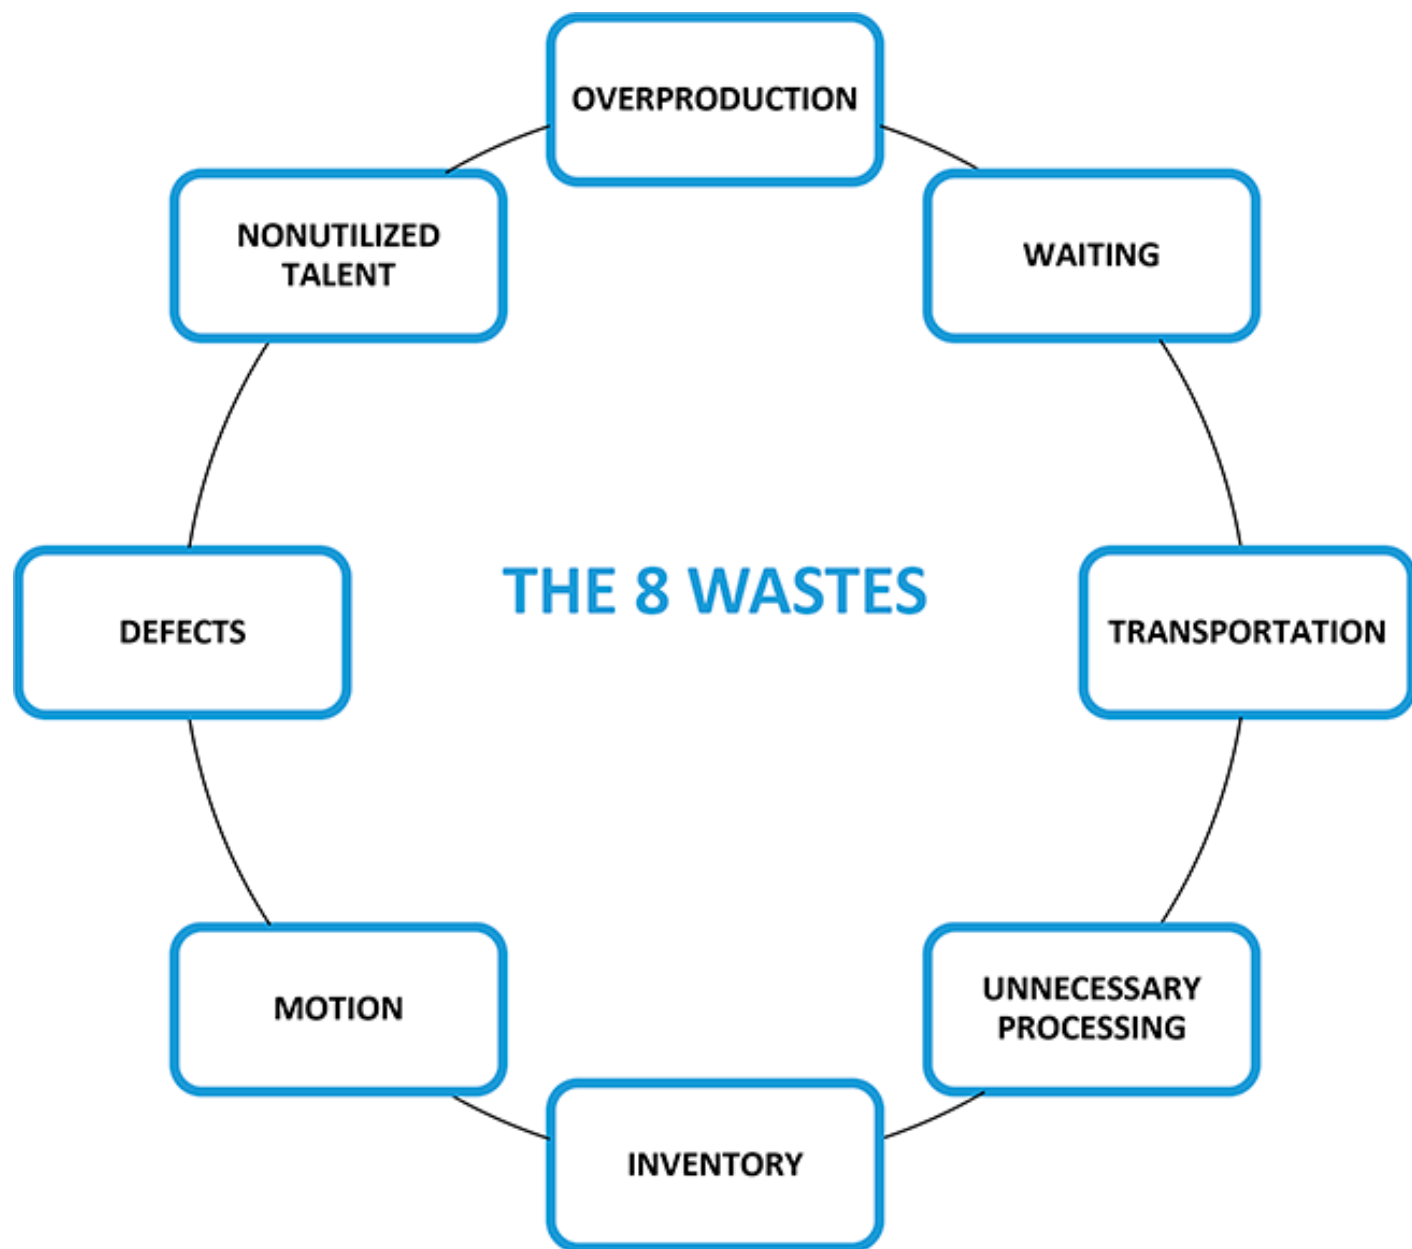 OVERPRODUCTION
WAITING
TRANSPORTATION
UNNECESSARY
PROCESSING
INVENTORY
MOTION
DEFECTS
NONUTILIZED
TALENT
THE 8 WASTES